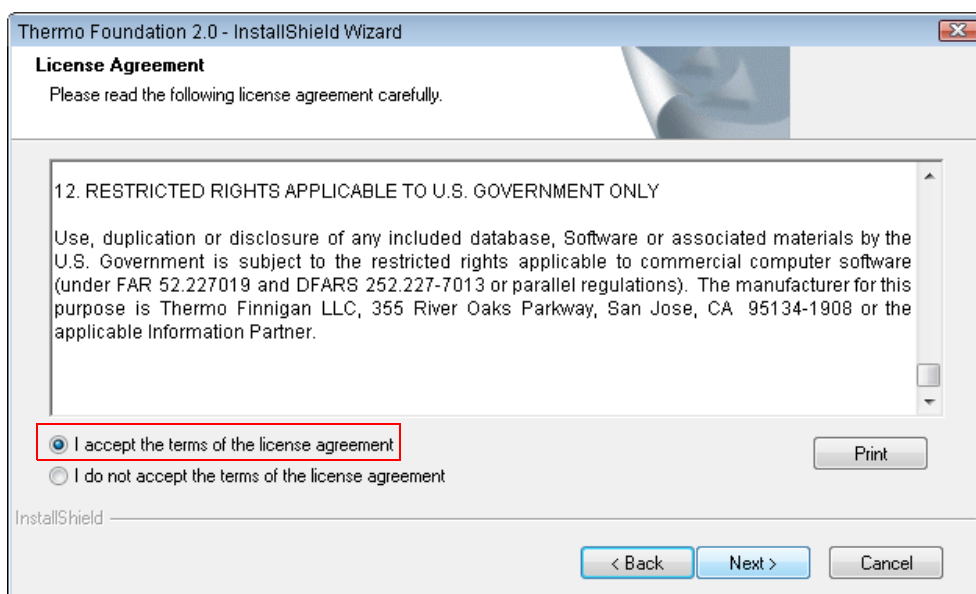 Thermo Foundation 2.0 - InstallShield Wizard
License Agreement
Please read the following license agreement carefully.
12. RESTRICTED RIGHTS APPLICABLE TO U.S. GOVERNMENT ONLY
Use, duplication or disclosure of any included database, Software or associated materials by the
U.S. Government is subject to the restricted rights applicable to commercial computer software
(under FAR 52.227019 and DFARS 252.227-7013 or parallel regulations). The manufacturer for this
purpose is Thermo Finnigan LLC, 355 River Oaks Parkway, San Jose, CA 95134-1908 or the
applicable Information Partner.
I accept the terms of the license agreement
Print
I do not accept the terms of the license agreement
InstallShield
< Back
Next >
Cancel